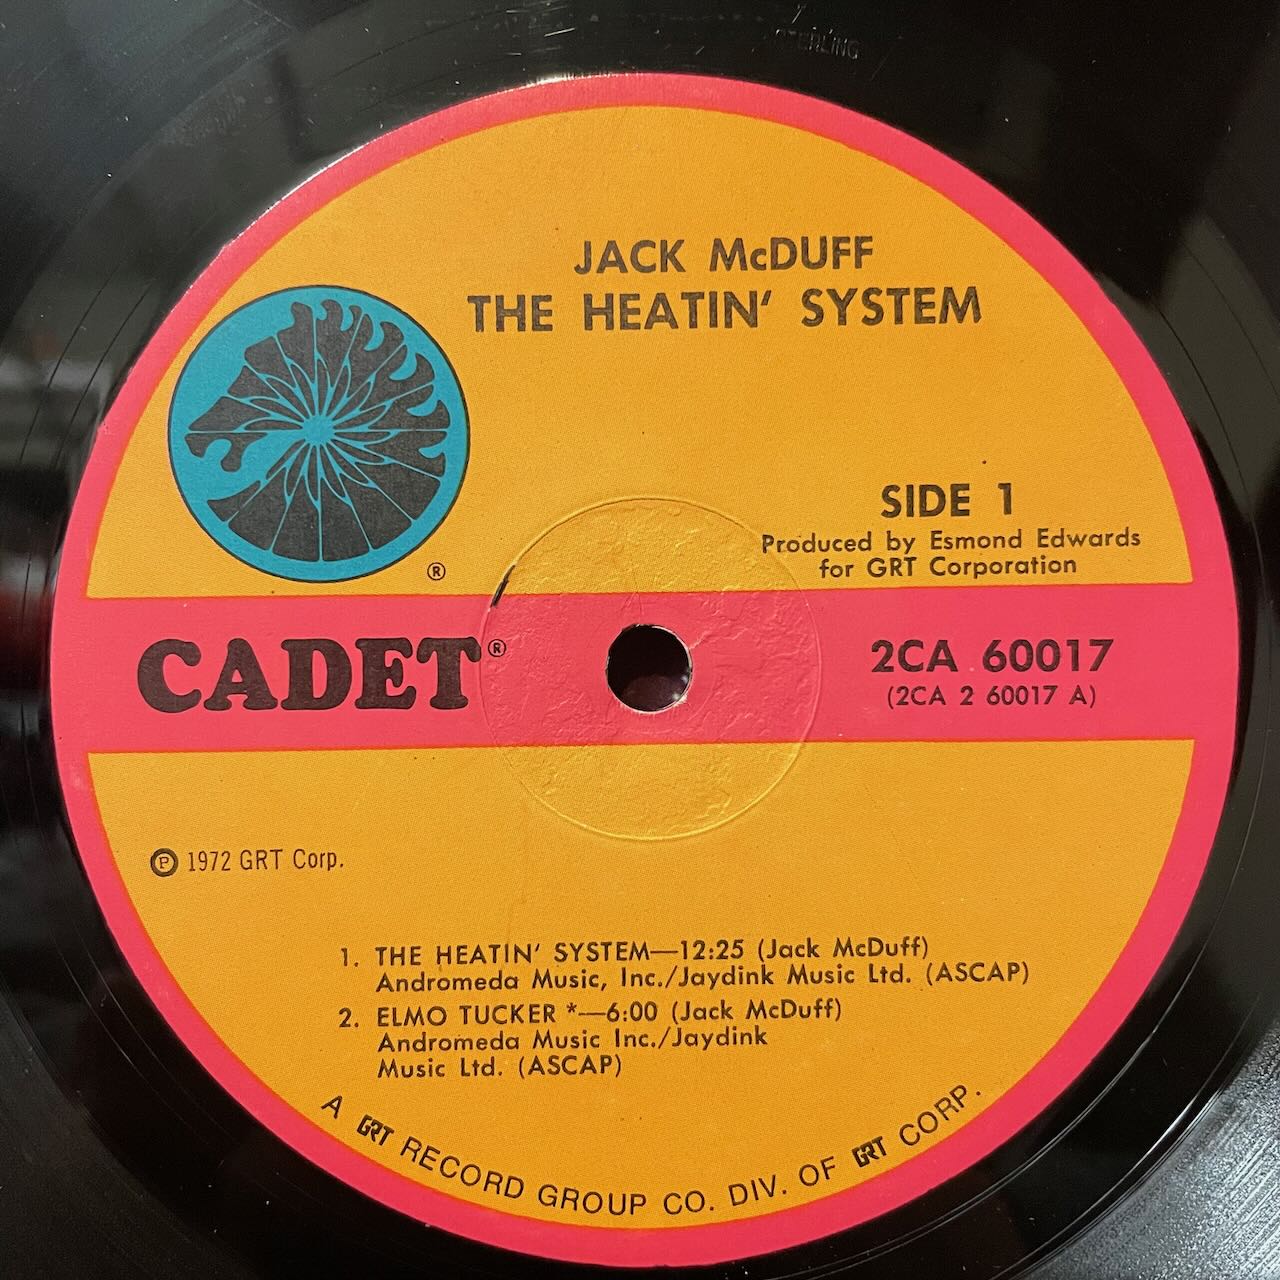 STERLING
JACK McDUFF
THE HEATIN' SYSTEM
SIDE 1
Produced by Esmond Edwards
for GRT Corporation
®
CADET®
2CA 60017
(2CA 2 60017 A)
℗ 1972 GRT Corp.
1. THE HEATIN' SYSTEM—12:25 (Jack McDuff)
Andromeda Music, Inc./Jaydink Music Ltd. (ASCAP)
2. ELMO TUCKER *—6:00 (Jack McDuff)
Andromeda Music Inc./Jaydink
Music Ltd. (ASCAP)
A GRT RECORD GROUP CO. DIV. OF GRT CORP.